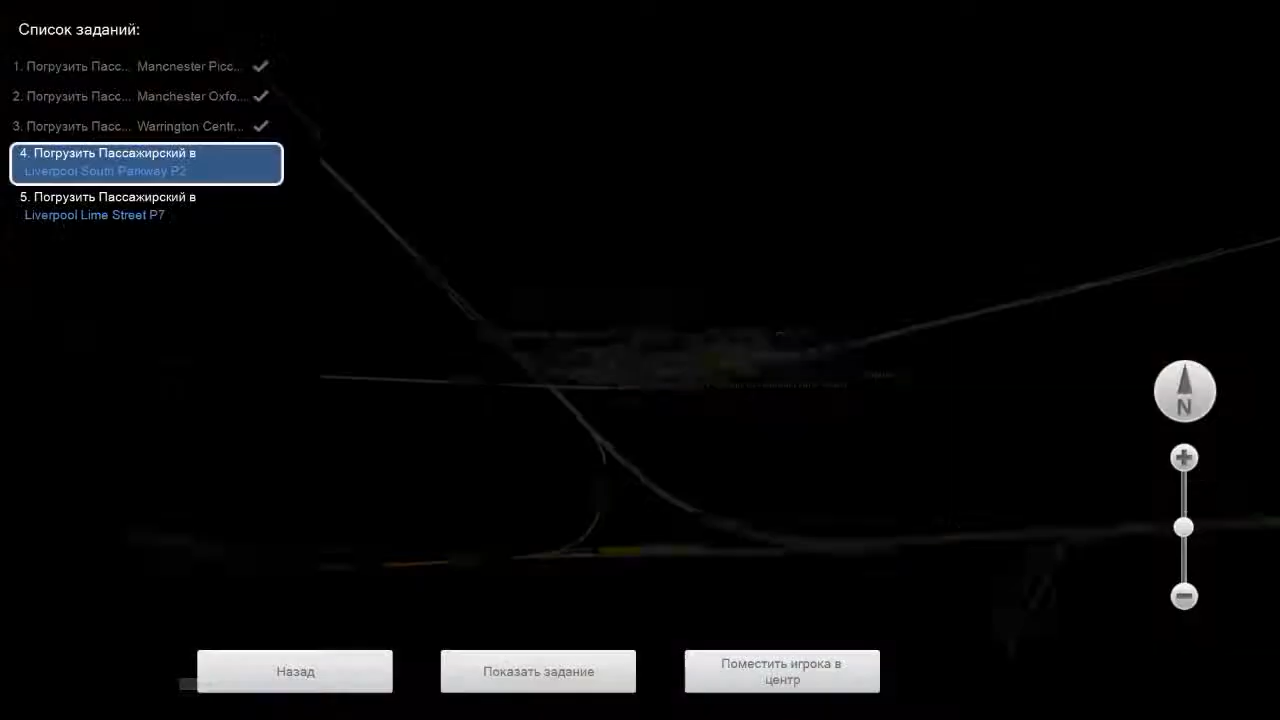 Список заданий:
1. Погрузить Пасс... Manchester Picc...
2. Погрузить Пасс... Manchester Oxfo...
3. Погрузить Пасс... Warrington Centr...
4. Погрузить Пассажирский в
Liverpool South Parkway P2
5. Погрузить Пассажирский в
Liverpool Lime Street P7
N
Назад
Показать задание
Поместить игрока в
центр